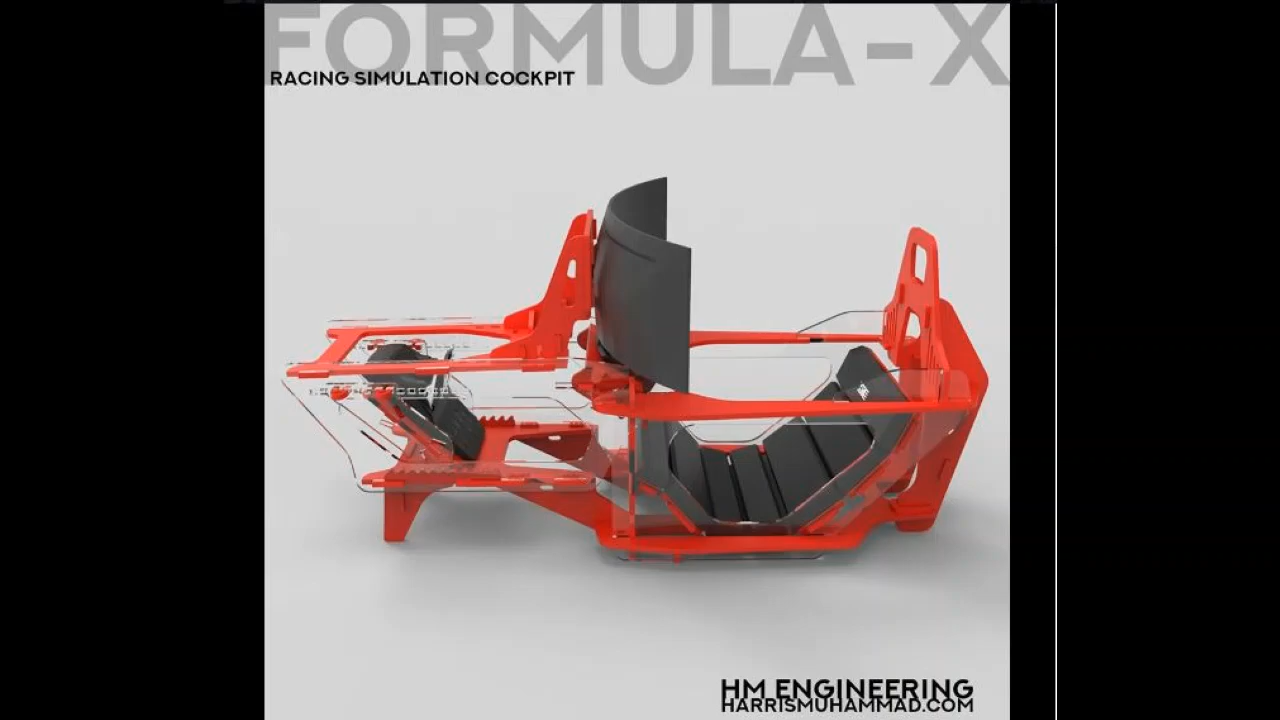 FORMULA-X
RACING SIMULATION COCKPIT
HM ENGINEERING
HARRISMUHAMMAD.COM